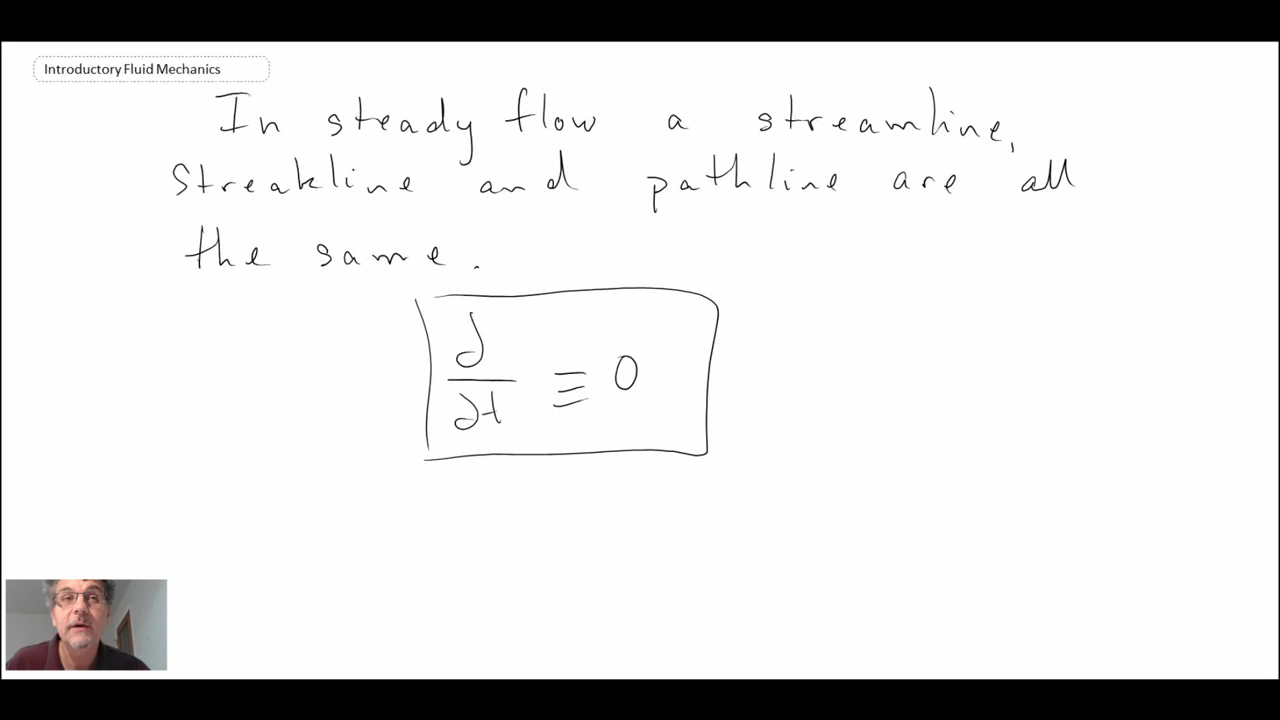 Introductory Fluid Mechanics
In steady flow a streamline,
Streakline and pathline are all
the same.
∂/∂t ≡ 0